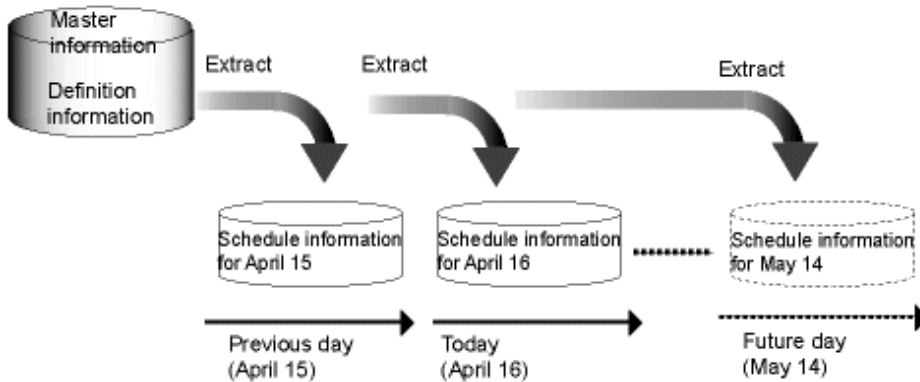 Master
information
Definition
information
Extract
Extract
Extract
Schedule information
for April 15
Schedule information
for April 16
Schedule information
for May 14
Previous day
(April 15)
Today
(April 16)
Future day
(May 14)